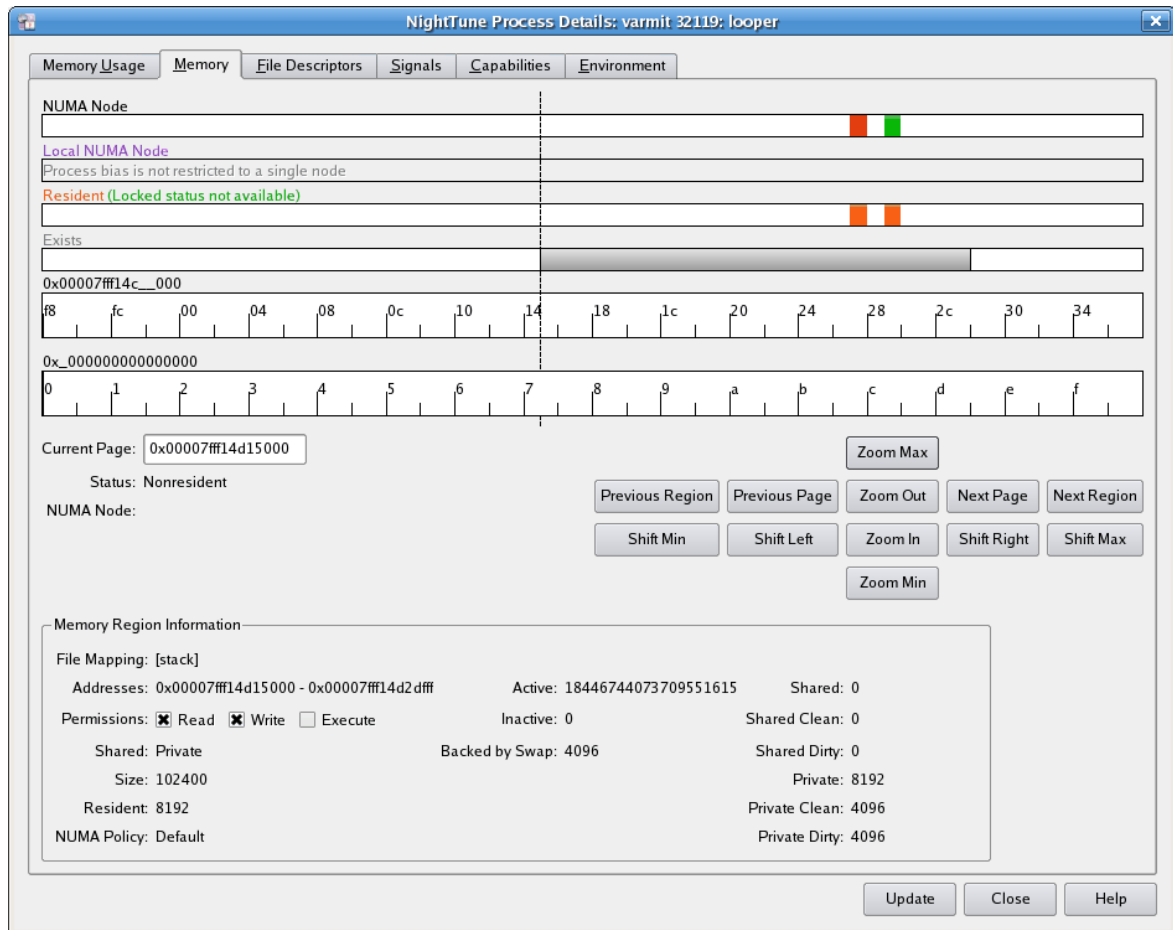 NightTune Process Details: varmit 32119: looper
Memory Usage Memory File Descriptors Signals Capabilities Environment
NUMA Node
Local NUMA Node
Process bias is not restricted to a single node
Resident (Locked status not available)
Exists
0x00007fff14c__000
f8 fc 00 04 08 0c 10 14 18 1c 20 24 28 2c 30 34
0x_000000000000000
0 1 2 3 4 5 6 7 8 9 a b c d e f
Current Page: 0x00007fff14d15000 Zoom Max
Status: Nonresident
Previous Region Previous Page Zoom Out Next Page Next Region
NUMA Node:
Shift Min Shift Left Zoom In Shift Right Shift Max
Zoom Min
Memory Region Information
File Mapping: [stack]
Addresses: 0x00007fff14d15000 - 0x00007fff14d2dfff Active: 18446744073709551615 Shared: 0
Permissions: Read Write Execute Inactive: 0 Shared Clean: 0
Shared: Private Backed by Swap: 4096 Shared Dirty: 0
Size: 102400 Private: 8192
Resident: 8192 Private Clean: 4096
NUMA Policy: Default Private Dirty: 4096
Update Close Help